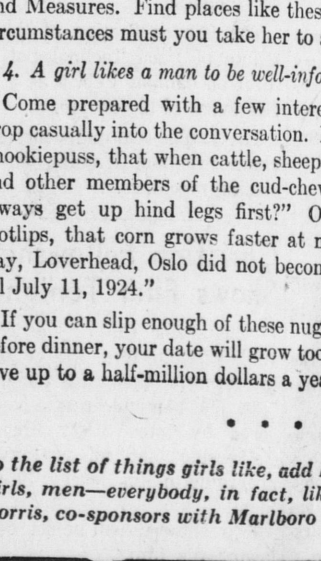 nd Measures. Find places like thes
rcumstances must you take her to
4. A girl likes a man to be well-info
Come prepared with a few intere
rop casually into the conversation.
nookiepuss, that when cattle, sheep
nd other members of the cud-chew
ways get up hind legs first?" O
otlips, that corn grows faster at n
ay, Loverhead, Oslo did not becom
il July 11, 1924."
If you can slip enough of these nug
fore dinner, your date will grow too
ve up to a half-million dollars a yea
• • •
o the list of things girls like, add
irls, men—everybody, in fact, lik
orris, co-sponsors with Marlboro